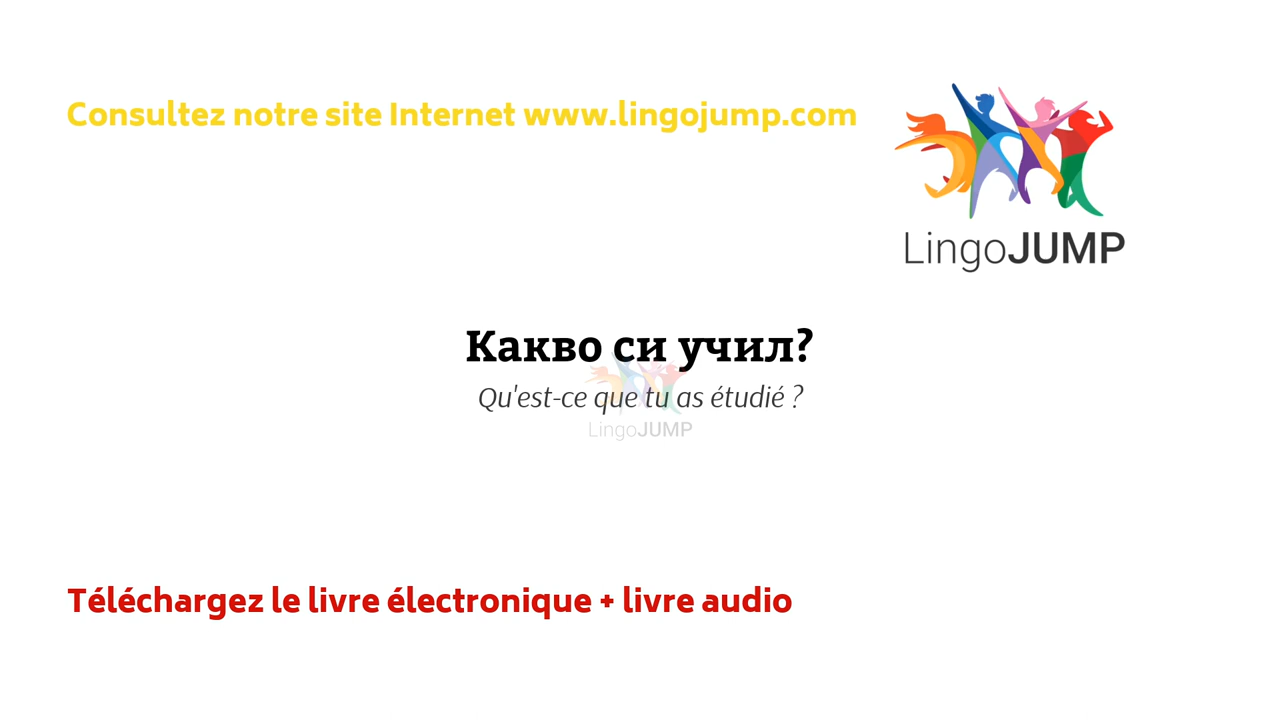 Consultez notre site Internet www.lingojump.com
LingoJUMP
Какво си учил?
Qu'est-ce que tu as étudié ?
LingoJUMP
Téléchargez le livre électronique + livre audio